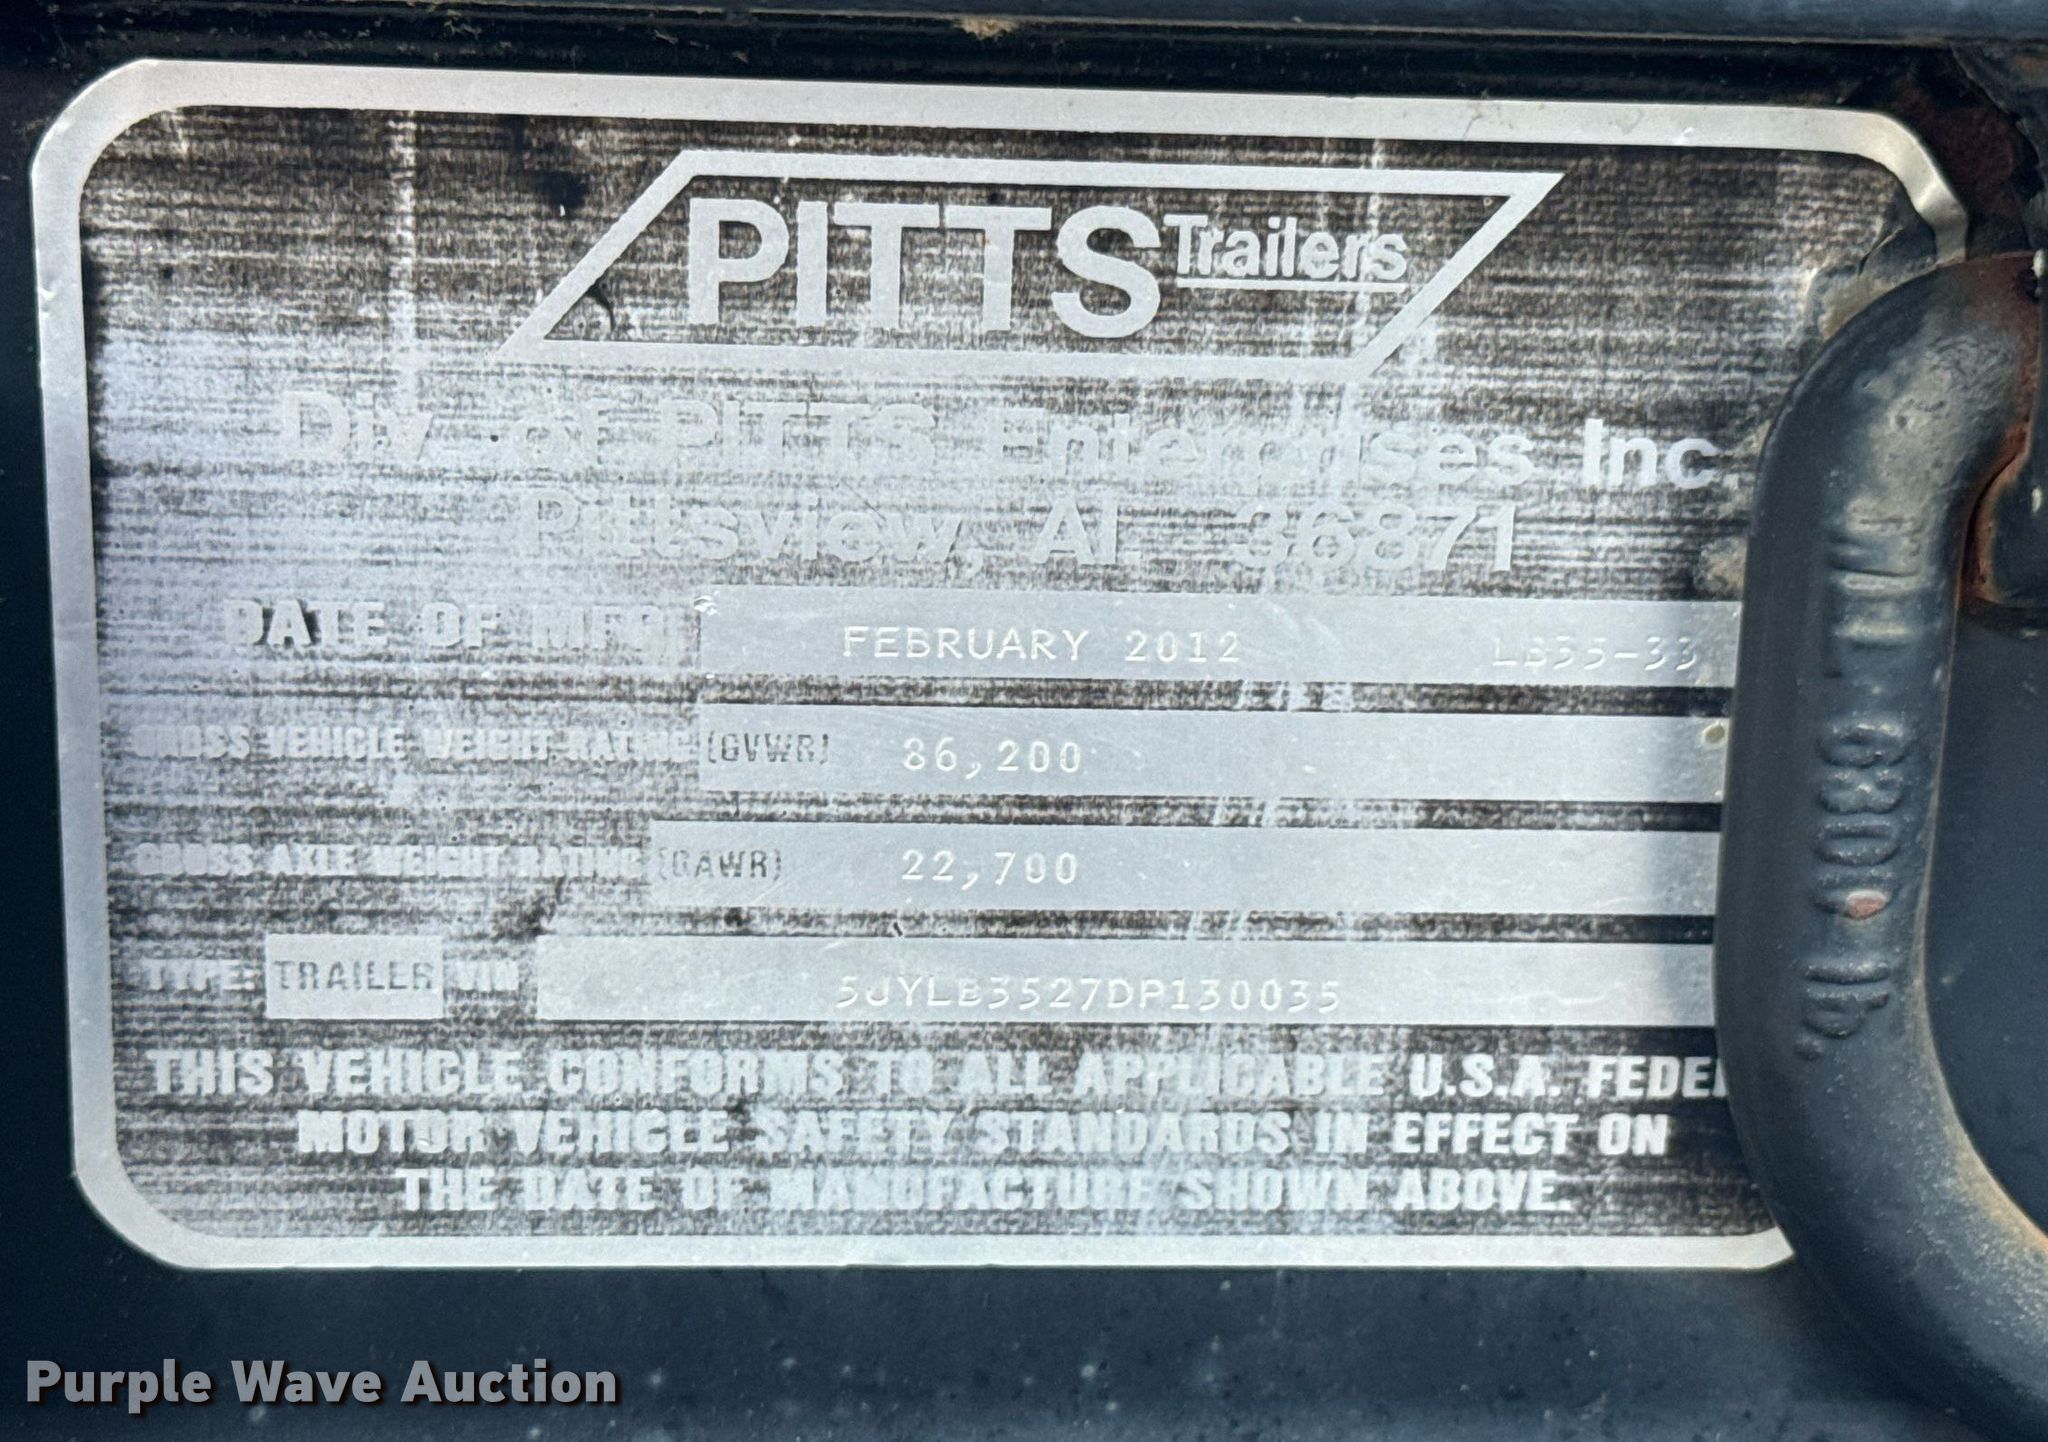 PITTS Trailers
Div. of PITTS Enterprises Inc.
Pittsview, Al. 36871
DATE OF MFG. FEBRUARY 2012 LB35-33
GROSS VEHICLE WEIGHT RATING (GVWR) 86,200
GROSS AXLE WEIGHT RATING (GAWR) 22,700
TYPE: TRAILER VIN 5JYLB3527DP130035
THIS VEHICLE CONFORMS TO ALL APPLICABLE U.S.A. FEDE
MOTOR VEHICLE SAFETY STANDARDS IN EFFECT ON
THE DATE OF MANUFACTURE SHOWN ABOVE.
Purple Wave Auction